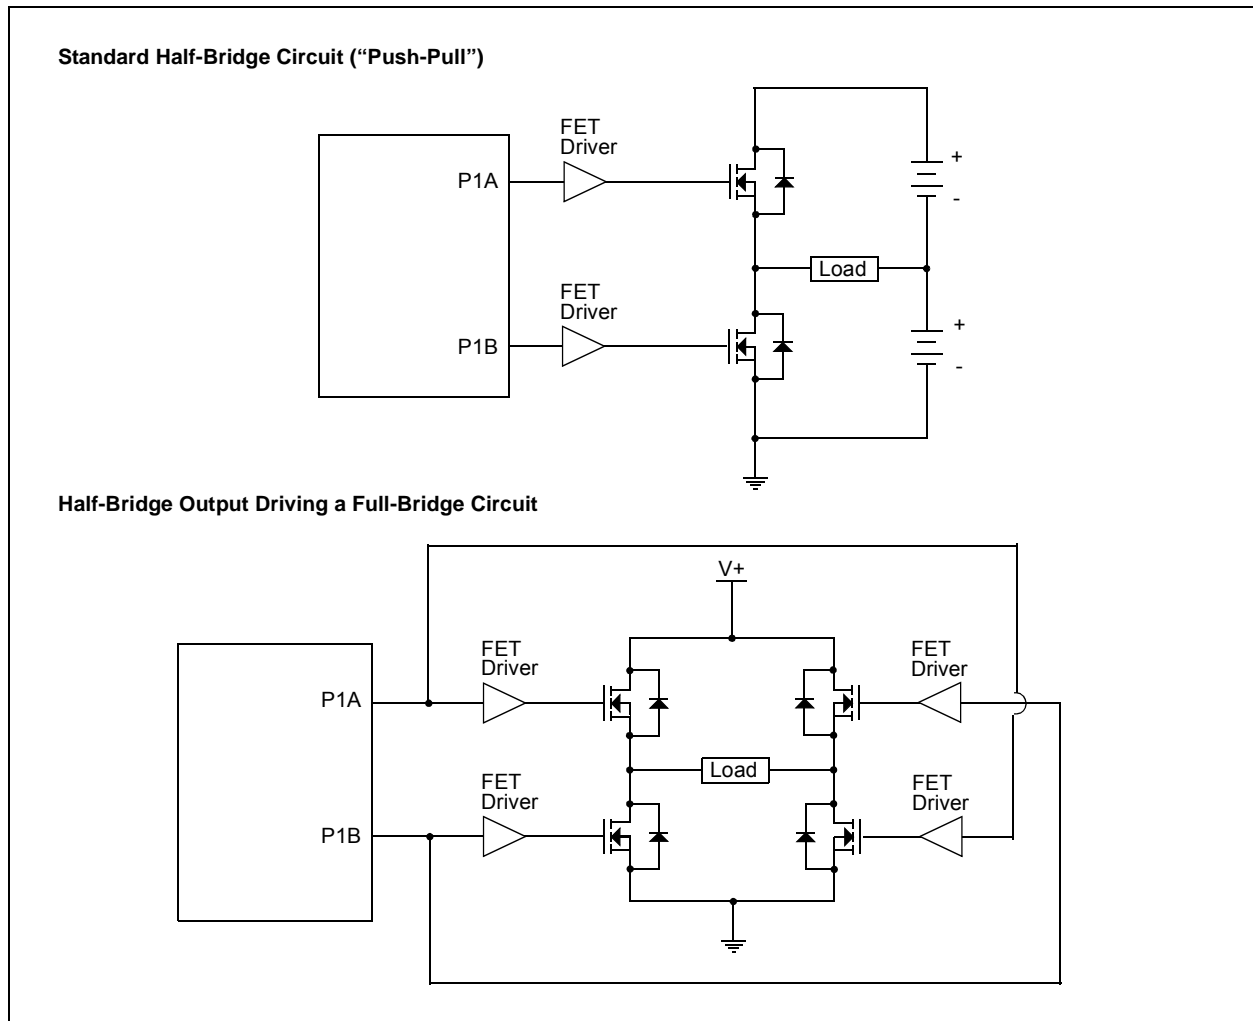 Standard Half-Bridge Circuit (“Push-Pull”)
FET
Driver
P1A
+
-
Load
FET
Driver
P1B
+
-
Half-Bridge Output Driving a Full-Bridge Circuit
V+
FET
Driver
FET
Driver
P1A
Load
FET
Driver
FET
Driver
P1B